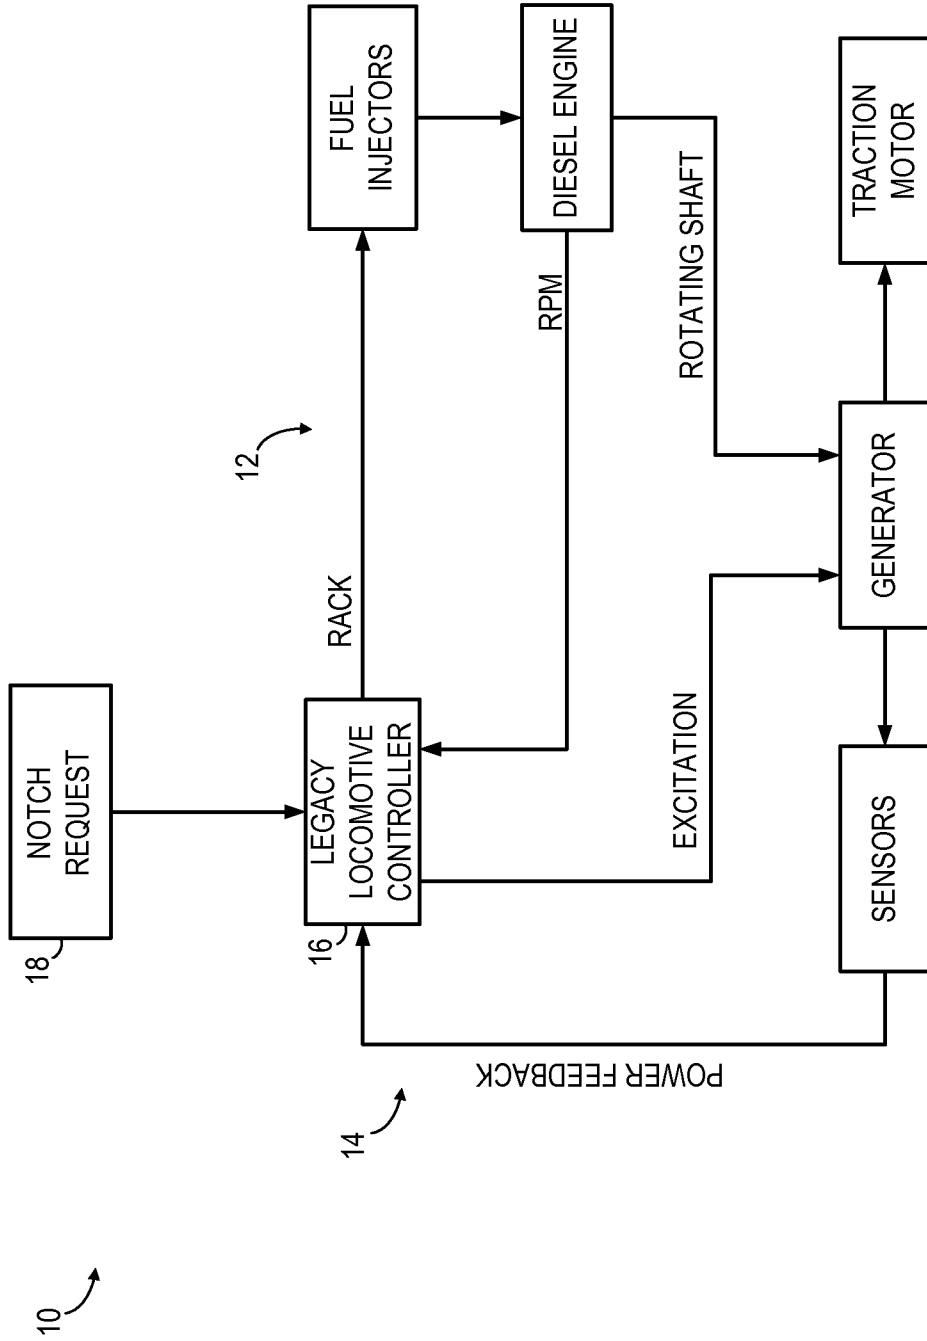 10
14
18
NOTCH
REQUEST
16
LEGACY
LOCOMOTIVE
CONTROLLER
RACK
12
FUEL
INJECTORS
DIESEL ENGINE
RPM
ROTATING SHAFT
EXCITATION
POWER FEEDBACK
SENSORS
GENERATOR
TRACTION
MOTOR